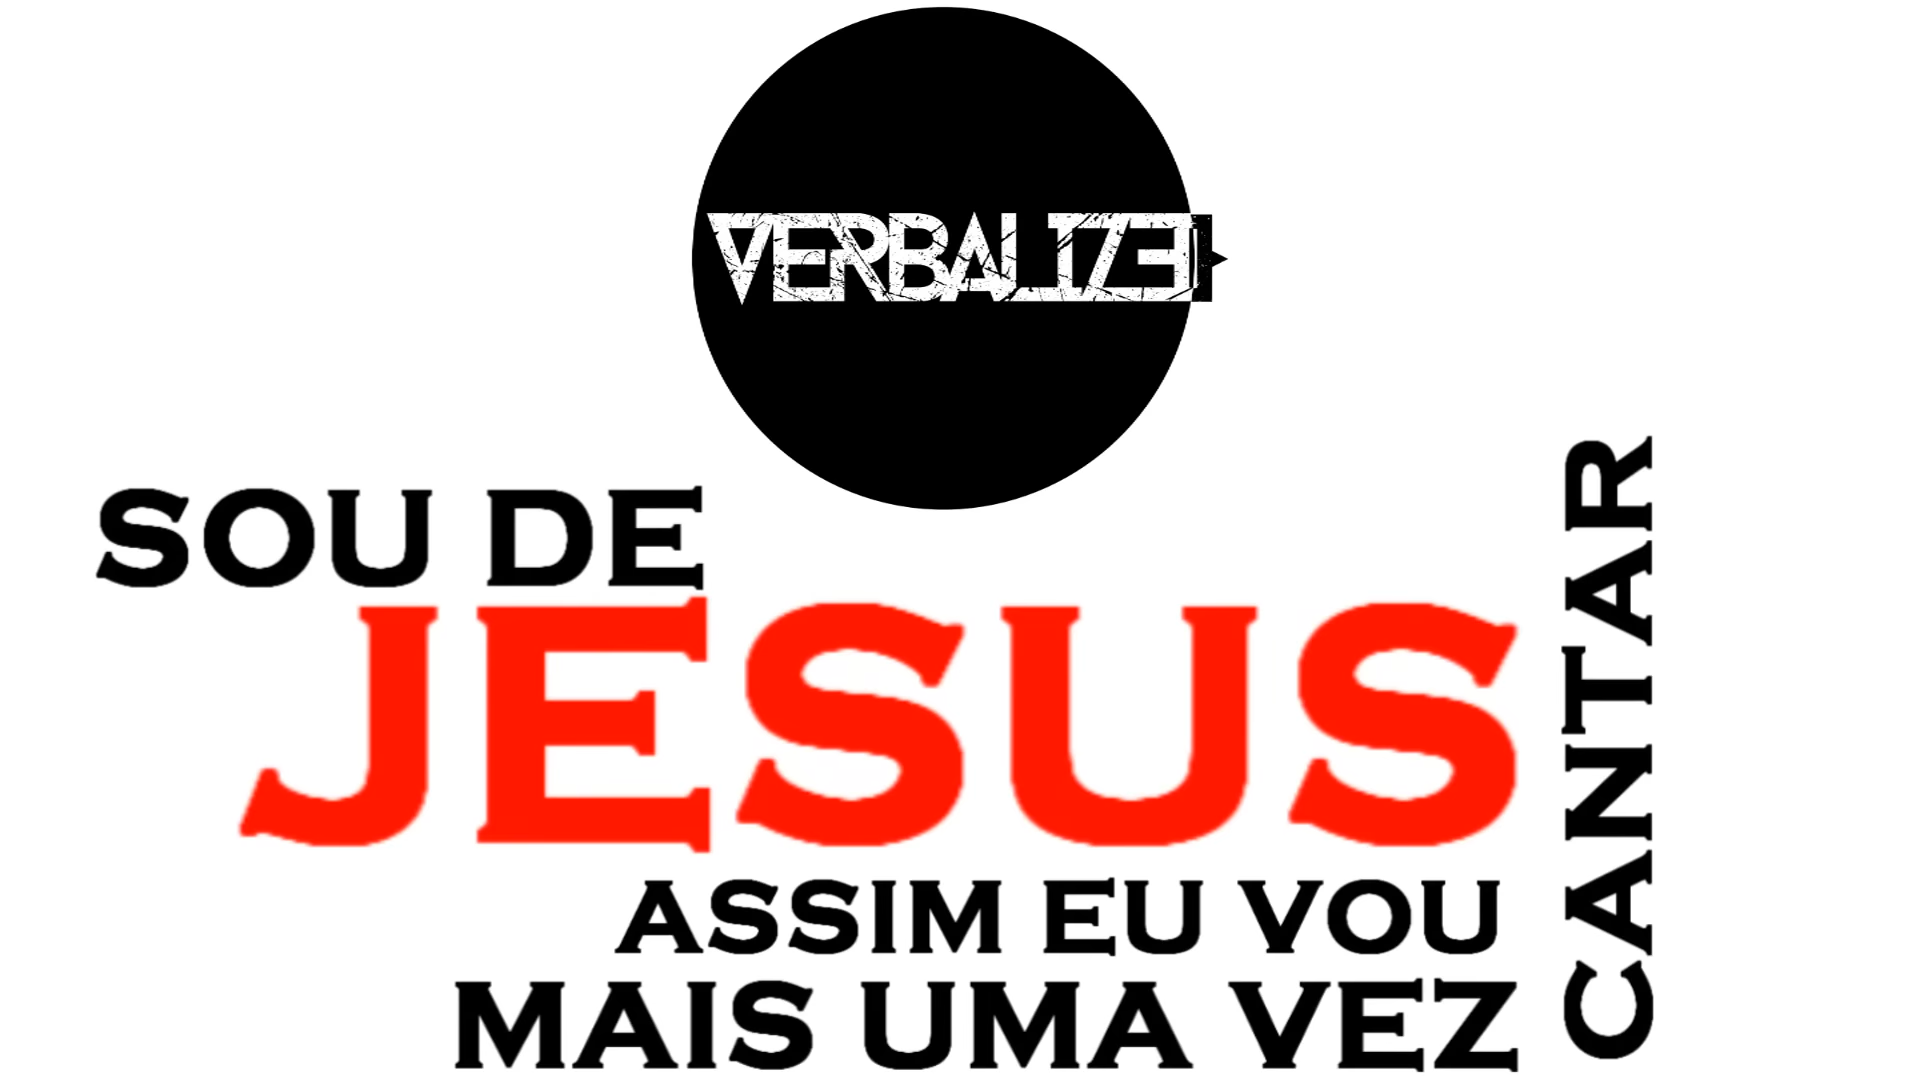 VERBALIZE
SOU DE
JESUS
ASSIM EU VOU
MAIS UMA VEZ
CANTAR